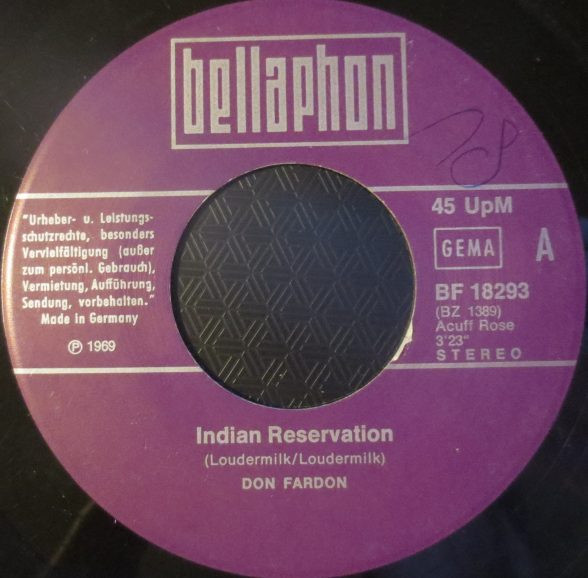 bellaphon
78
"Urheber- u. Leistungs-
schutzrechte, besonders
Vervielfältigung (außer
zum persönl. Gebrauch),
Vermietung, Aufführung,
Sendung, vorbehalten."
Made in Germany
℗ 1969
45 UpM
GEMA
A
BF 18293
(BZ 1389)
Acuff Rose
3'23"
STEREO
Indian Reservation
(Loudermilk/Loudermilk)
DON FARDON